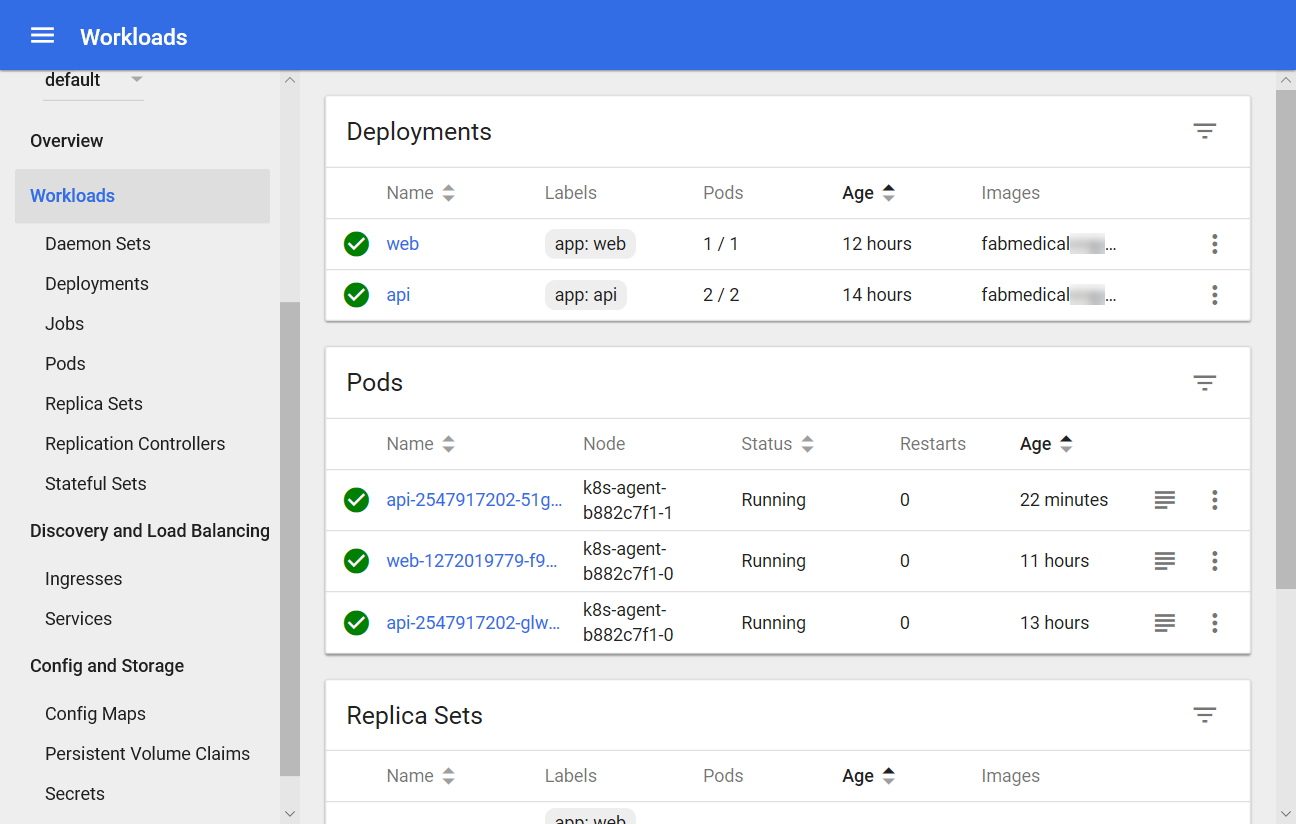 Workloads
default
Overview
Workloads
Daemon Sets
Deployments
Jobs
Pods
Replica Sets
Replication Controllers
Stateful Sets
Discovery and Load Balancing
Ingresses
Services
Config and Storage
Config Maps
Persistent Volume Claims
Secrets
Deployments
Name Labels Pods Age Images
web app: web 1 / 1 12 hours fabmedical...
api app: api 2 / 2 14 hours fabmedical...
Pods
Name Node Status Restarts Age
api-2547917202-51g... k8s-agent- Running 0 22 minutes
b882c7f1-1
web-1272019779-f9... k8s-agent- Running 0 11 hours
b882c7f1-0
api-2547917202-glw... k8s-agent- Running 0 13 hours
b882c7f1-0
Replica Sets
Name Labels Pods Age Images
app: web